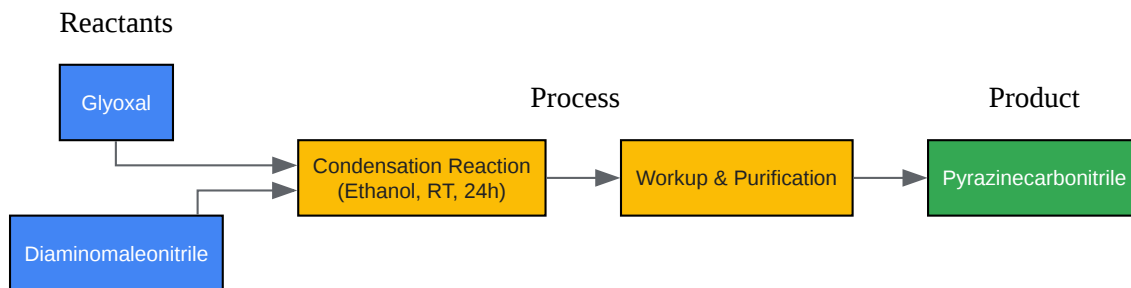 Reactants
Glyoxal
Process
Product
Condensation Reaction
(Ethanol, RT, 24h)
Workup & Purification
Pyrazinecarbonitrile
Diaminomaleonitrile